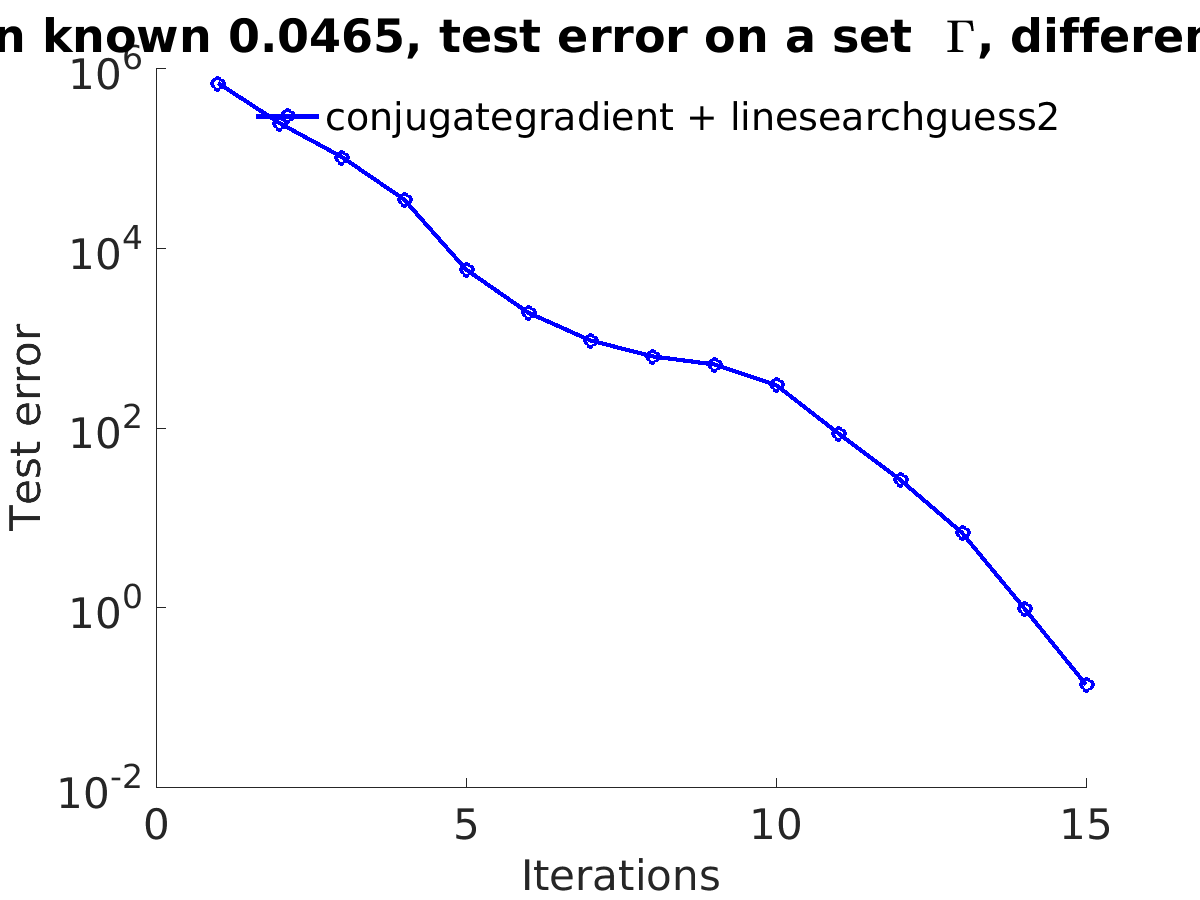 n known 0.0465, test error on a set Γ, differen
conjugategradient + linesearchguess2
10^6
10^4
10^2
10^0
10^-2
Test error
0 5 10 15
Iterations